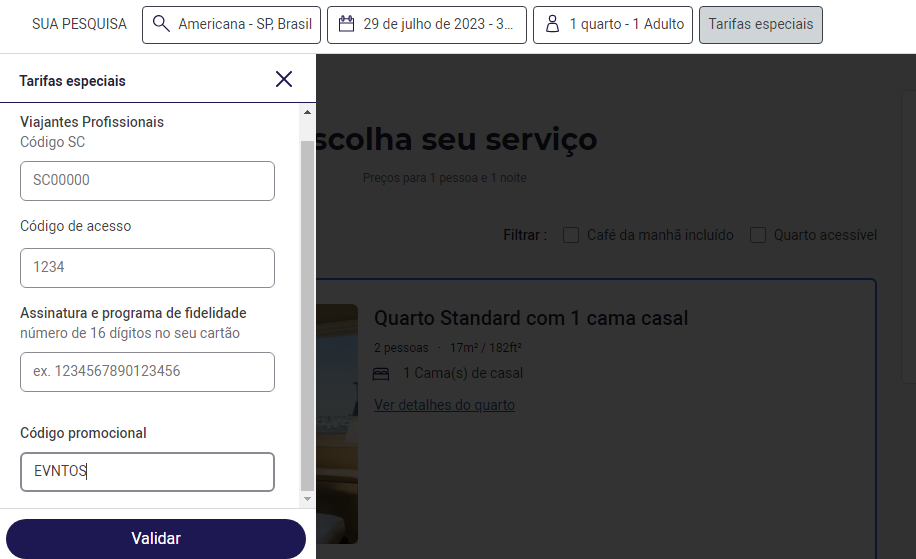 SUA PESQUISA
Americana - SP, Brasil
29 de julho de 2023 - 3...
1 quarto - 1 Adulto
Tarifas especiais
Tarifas especiais
Viajantes Profissionais
Código SC
SC00000
Código de acesso
1234
Assinatura e programa de fidelidade
número de 16 dígitos no seu cartão
ex. 1234567890123456
Código promocional
EVNTOS
Validar
scolha seu serviço
Preços para 1 pessoa e 1 noite
Filtrar : Café da manhã incluído Quarto acessível
Quarto Standard com 1 cama casal
2 pessoas · 17m² / 182ft²
1 Cama(s) de casal
Ver detalhes do quarto